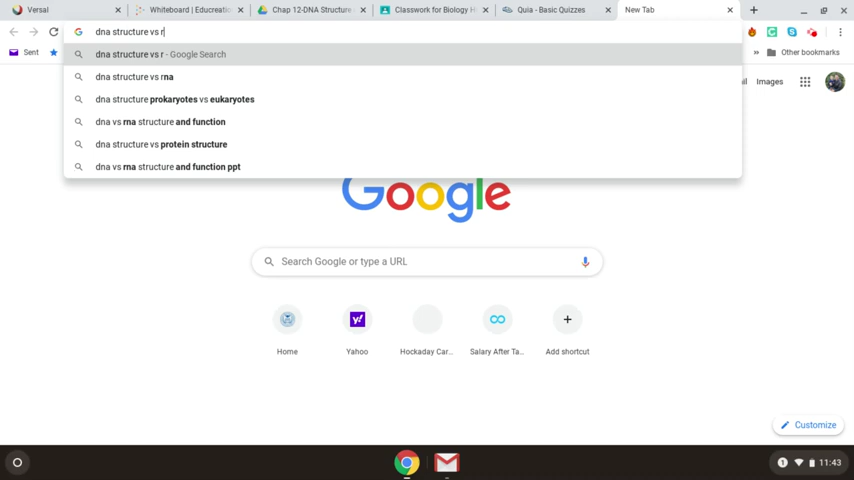 Versal
Whiteboard | Educreatio
Chap 12-DNA Structure
Classwork for Biology H
Quia - Basic Quizzes
New Tab
dna structure vs r
Sent
Other bookmarks
dna structure vs r - Google Search
dna structure vs rna
dna structure prokaryotes vs eukaryotes
dna vs rna structure and function
dna structure vs protein structure
dna vs rna structure and function ppt
ail
Images
Google
Search Google or type a URL
Home
Yahoo
Hockaday Car...
Salary After Ta...
Add shortcut
Customize
1
11:43